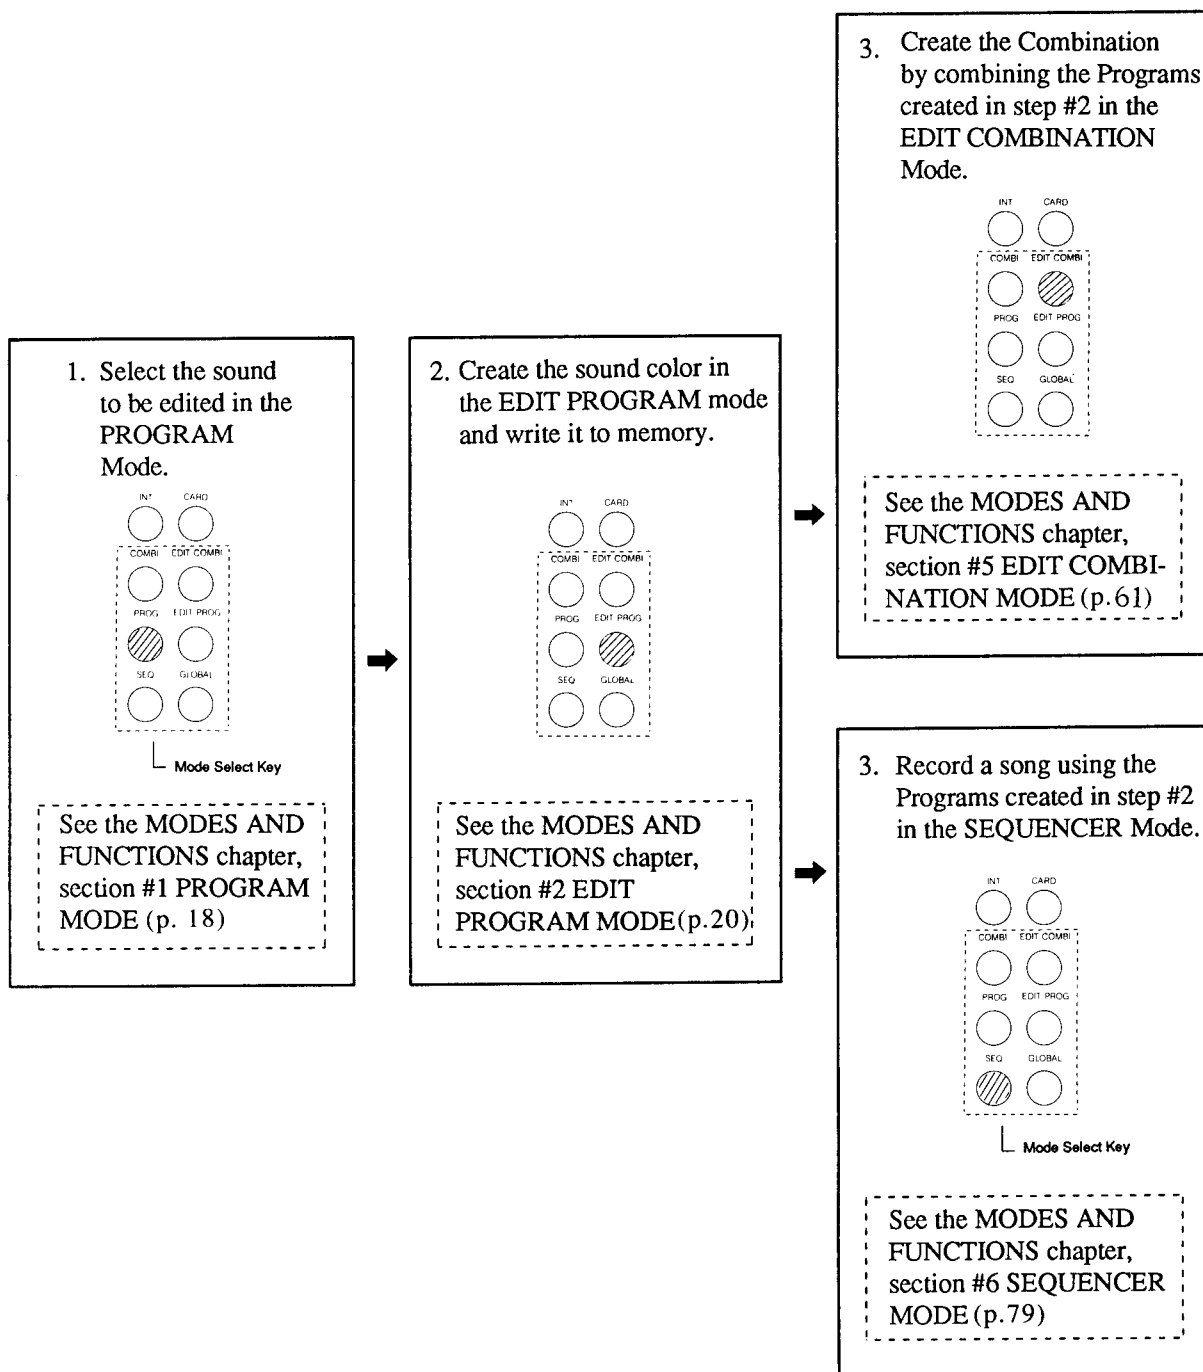 1. Select the sound
to be edited in the
PROGRAM
Mode.
INT CARD
COMBI EDIT COMBI
PROG EDIT PROG
SEQ GLOBAL
Mode Select Key
See the MODES AND
FUNCTIONS chapter,
section #1 PROGRAM
MODE (p. 18)
2. Create the sound color in
the EDIT PROGRAM mode
and write it to memory.
INT CARD
COMBI EDIT COMBI
PROG EDIT PROG
SEQ GLOBAL
See the MODES AND
FUNCTIONS chapter,
section #2 EDIT
PROGRAM MODE (p.20)
3. Create the Combination
by combining the Programs
created in step #2 in the
EDIT COMBINATION
Mode.
INT CARD
COMBI EDIT COMBI
PROG EDIT PROG
SEQ GLOBAL
See the MODES AND
FUNCTIONS chapter,
section #5 EDIT COMBI-
NATION MODE (p.61)
3. Record a song using the
Programs created in step #2
in the SEQUENCER Mode.
INT CARD
COMBI EDIT COMBI
PROG EDIT PROG
SEQ GLOBAL
Mode Select Key
See the MODES AND
FUNCTIONS chapter,
section #6 SEQUENCER
MODE (p.79)